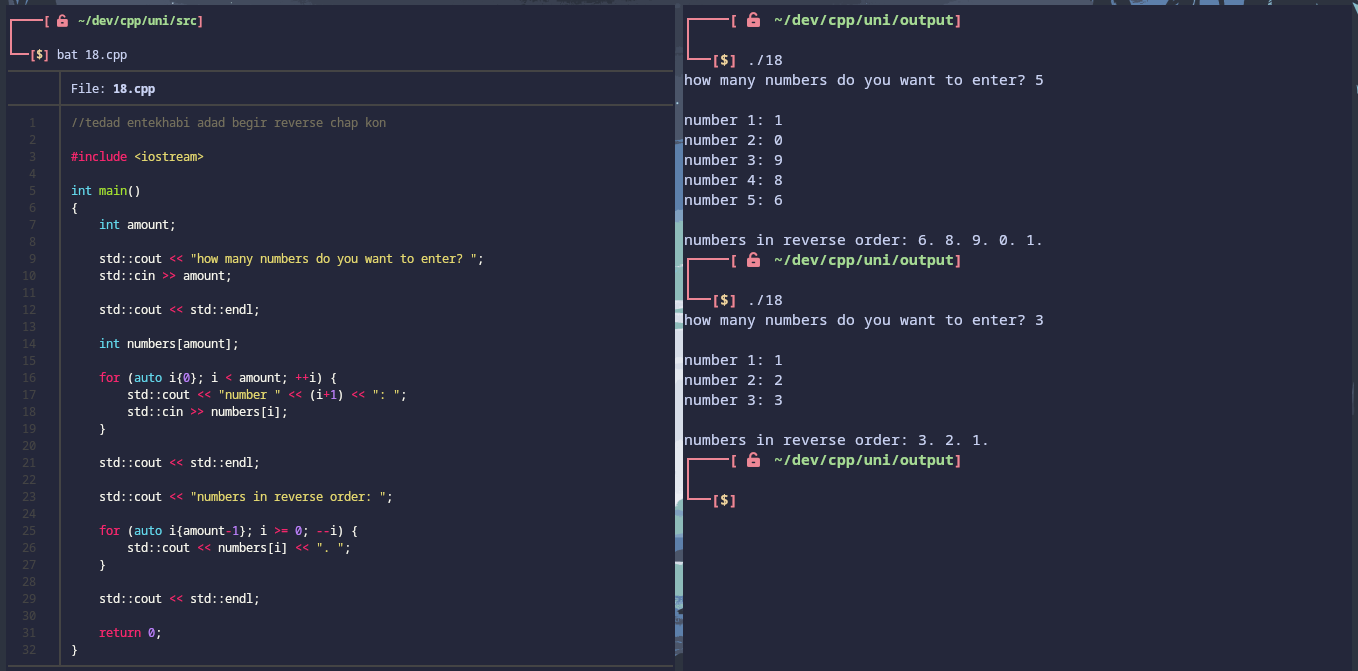 [ ~/dev/cpp/uni/src]
[$] bat 18.cpp
File: 18.cpp
1 //tedad entekhabi adad begir reverse chap kon
2
3 #include <iostream>
4
5 int main()
6 {
7     int amount;
8
9     std::cout << "how many numbers do you want to enter? ";
10     std::cin >> amount;
11
12     std::cout << std::endl;
13
14     int numbers[amount];
15
16     for (auto i{0}; i < amount; ++i) {
17         std::cout << "number " << (i+1) << ": ";
18         std::cin >> numbers[i];
19     }
20
21     std::cout << std::endl;
22
23     std::cout << "numbers in reverse order: ";
24
25     for (auto i{amount-1}; i >= 0; --i) {
26         std::cout << numbers[i] << ". ";
27     }
28
29     std::cout << std::endl;
30
31     return 0;
32 }
[ ~/dev/cpp/uni/output]
[$] ./18
how many numbers do you want to enter? 5
number 1: 1
number 2: 0
number 3: 9
number 4: 8
number 5: 6
numbers in reverse order: 6. 8. 9. 0. 1.
[ ~/dev/cpp/uni/output]
[$] ./18
how many numbers do you want to enter? 3
number 1: 1
number 2: 2
number 3: 3
numbers in reverse order: 3. 2. 1.
[ ~/dev/cpp/uni/output]
[$]